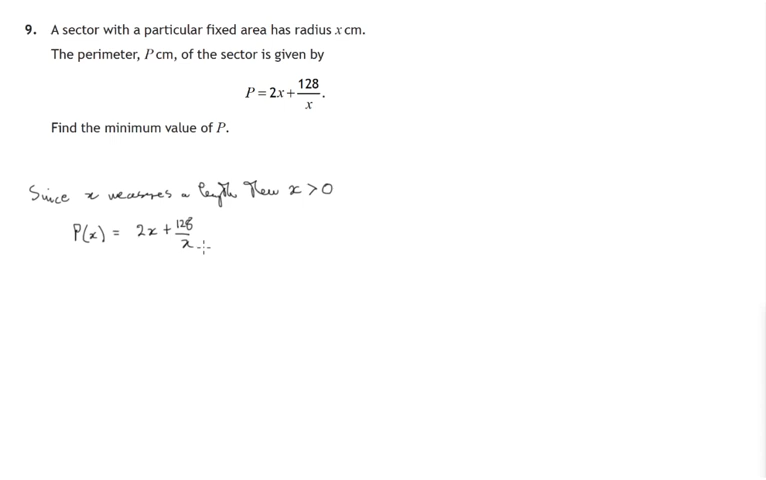 9. A sector with a particular fixed area has radius x cm.
The perimeter, P cm, of the sector is given by
P = 2x + 128/x.
Find the minimum value of P.
Since x measures a length then x > 0
P(x) = 2x + 128/x